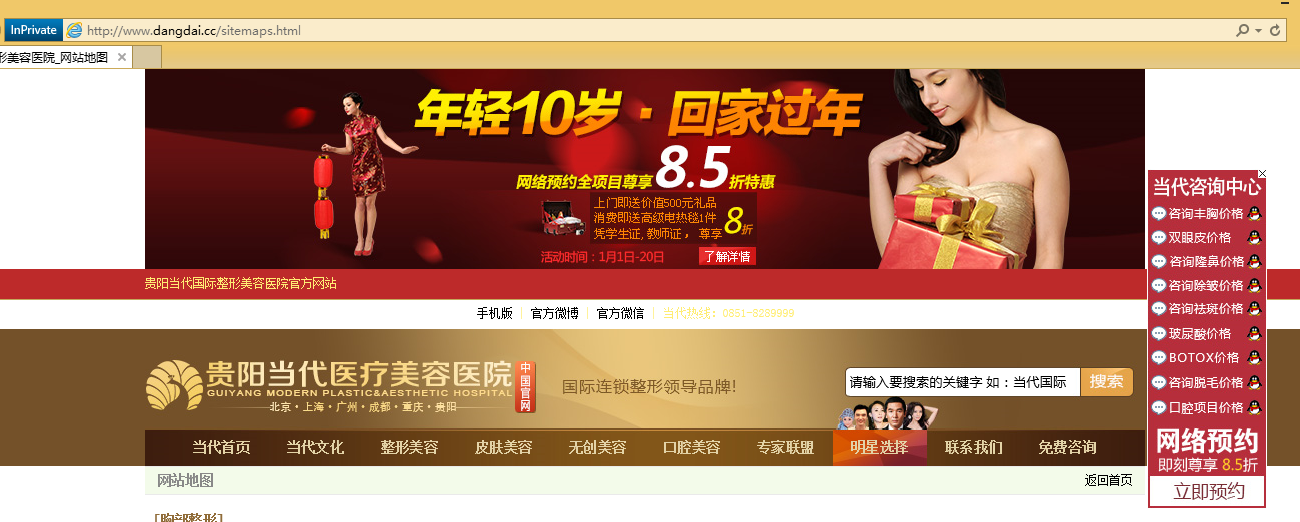 InPrivate http://www.dangdai.cc/sitemaps.html
形美容医院_网站地图
年轻10岁·回家过年
网络预约全项目尊享8.5折特惠
上门即送价值500元礼品
消费即送高级电热毯1件
凭学生证,教师证， 尊享8折
活动时间：1月1日-20日
了解详情
贵阳当代国际整形美容医院官方网站
手机版
官方微博
官方微信
当代热线：0851-8289999
贵阳当代医疗美容医院
GUIYANG MODERN PLASTIC&AESTHETIC HOSPITAL
北京·上海·广州·成都·重庆·贵阳
中国官网
国际连锁整形领导品牌!
请输入要搜索的关键字 如：当代国际
搜索
当代首页
当代文化
整形美容
皮肤美容
无创美容
口腔美容
专家联盟
明星选择
联系我们
免费咨询
网站地图
返回首页
[胸部整形]
当代咨询中心
咨询丰胸价格
双眼皮价格
咨询隆鼻价格
咨询除皱价格
咨询祛斑价格
玻尿酸价格
BOTOX价格
咨询脱毛价格
口腔项目价格
网络预约
即刻尊享 8.5折
立即预约